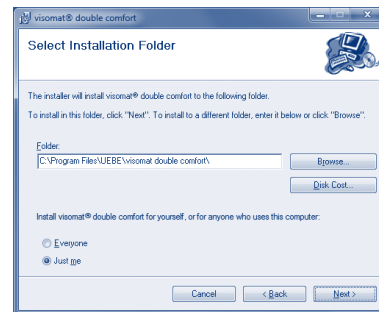 visomat® double comfort
Select Installation Folder
The installer will install visomat® double comfort to the following folder.
To install in this folder, click "Next". To install to a different folder, enter it below or click "Browse".
Folder:
C:\Program Files\UEBE\visomat double comfort\
Browse...
Disk Cost...
Install visomat® double comfort for yourself, or for anyone who uses this computer:
Everyone
Just me
Cancel
< Back
Next >